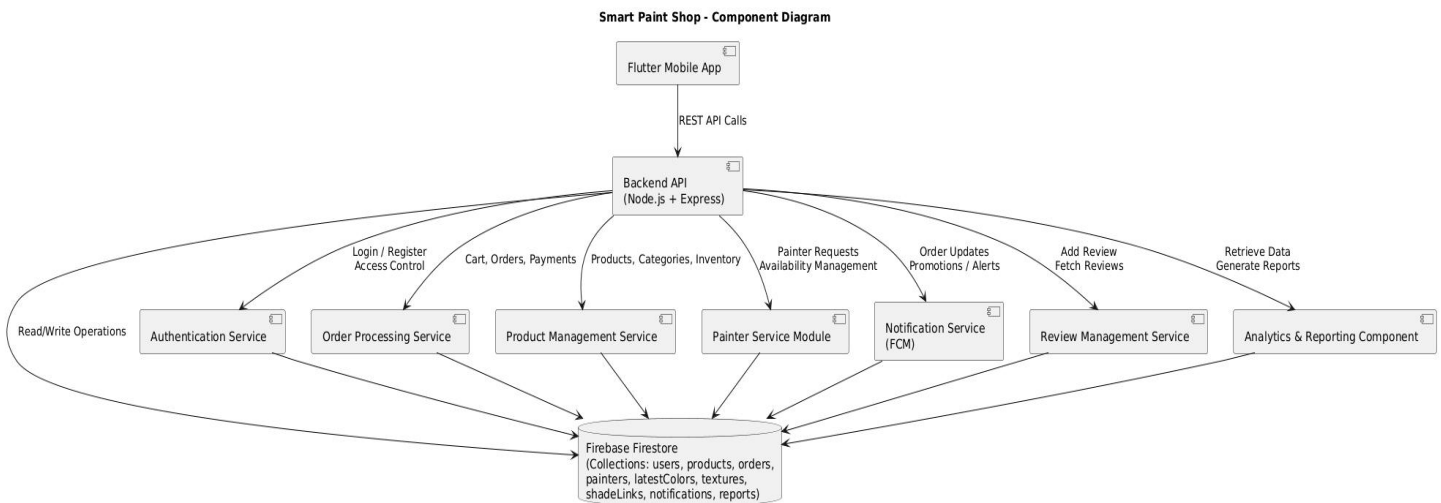 Smart Paint Shop - Component Diagram
Flutter Mobile App
REST API Calls
Backend API
(Node.js + Express)
Login / Register
Access Control
Cart, Orders, Payments
Products, Categories, Inventory
Painter Requests
Availability Management
Order Updates
Promotions / Alerts
Add Review
Fetch Reviews
Retrieve Data
Generate Reports
Read/Write Operations
Authentication Service
Order Processing Service
Product Management Service
Painter Service Module
Notification Service
(FCM)
Review Management Service
Analytics & Reporting Component
Firebase Firestore
(Collections: users, products, orders,
painters, latestColors, textures,
shadeLinks, notifications, reports)